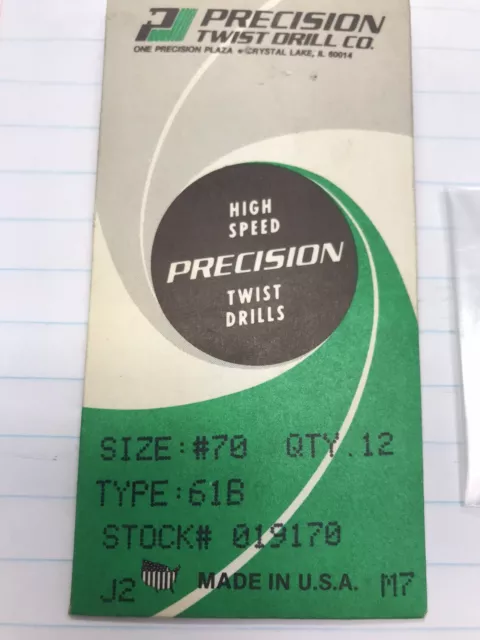 PRECISION
TWIST DRILL CO.
ONE PRECISION PLAZA • CRYSTAL LAKE, IL 60014
HIGH
SPEED
PRECISION
TWIST
DRILLS
SIZE:#70 QTY.12
TYPE:61B
STOCK# 019170
J2 MADE IN U.S.A. M7